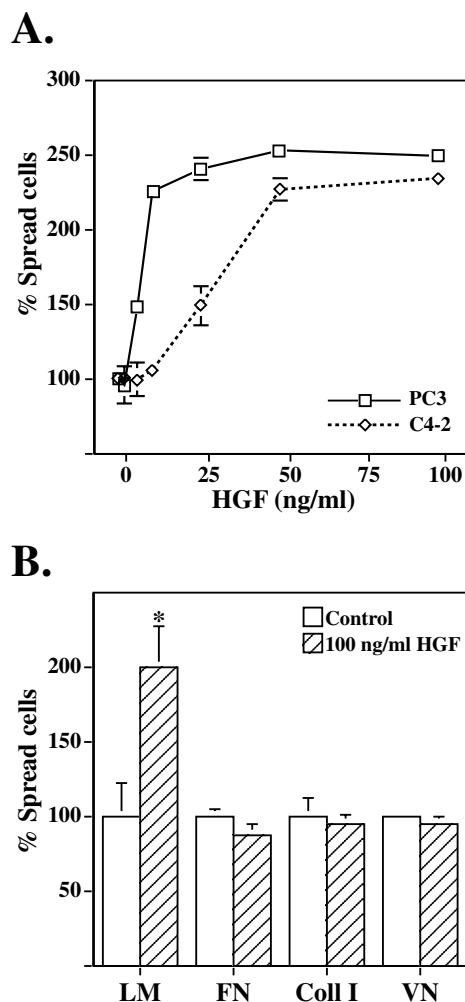 A.
300
250
200
150
100
% Spread cells
PC3
C4-2
0 25 50 75 100
HGF (ng/ml)
B.
*
Control
100 ng/ml HGF
200
150
100
50
% Spread cells
LM FN Coll I VN